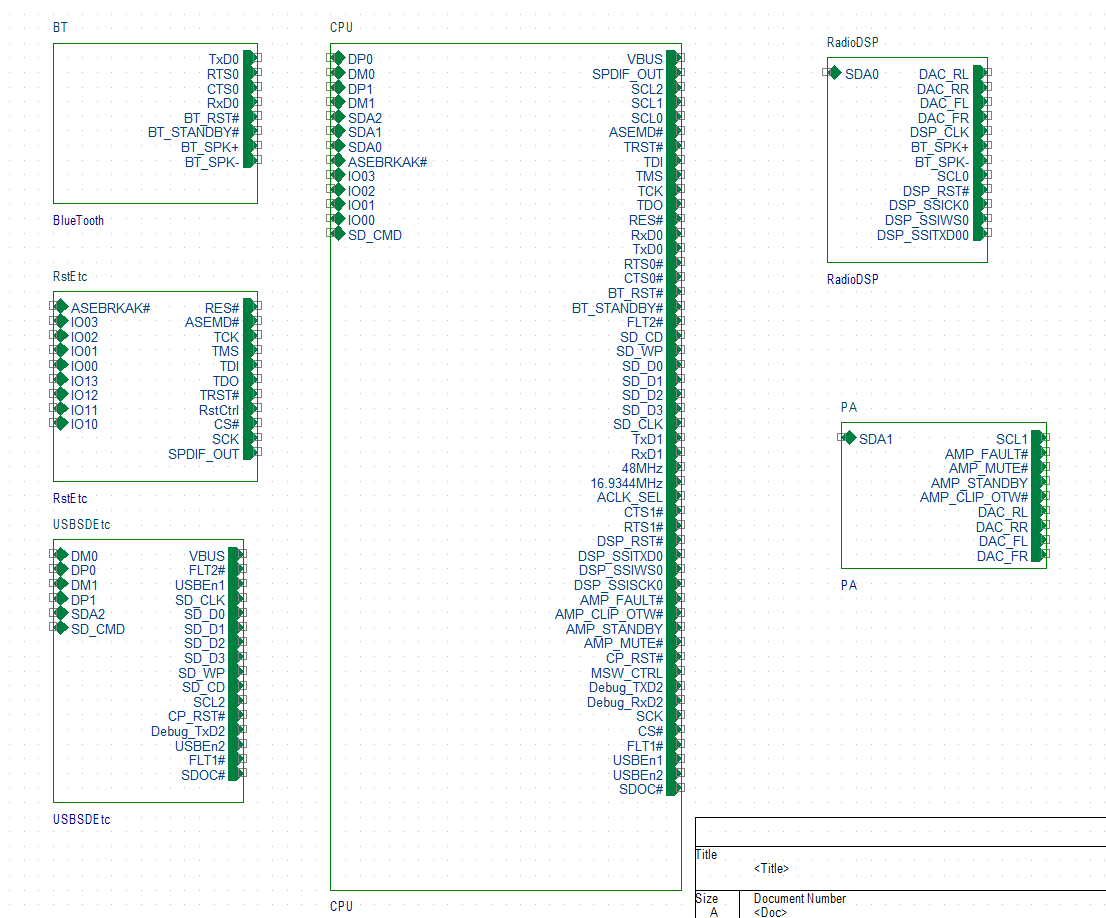 BT
TxD0
RTS0
CTS0
RxD0
BT_RST#
BT_STANDBY#
BT_SPK+
BT_SPK-
BlueTooth
RstEtc
ASEBRKAK# RES#
IO03 ASEMD#
IO02 TCK
IO01 TMS
IO00 TDI
IO13 TDO
IO12 TRST#
IO11 RstCtrl
IO10 CS#
SCK
SPDIF_OUT
RstEtc
USBSDEtc
DM0 VBUS
DP0 FLT2#
DM1 USBEn1
DP1 SD_CLK
SDA2 SD_D0
SD_CMD SD_D1
SD_D2
SD_D3
SD_WP
SD_CD
SCL2
CP_RST#
Debug_TxD2
USBEn2
FLT1#
SDOC#
USBSDEtc
CPU
DP0 VBUS
DM0 SPDIF_OUT
DP1 SCL2
DM1 SCL1
SDA2 SCL0
SDA1 ASEMD#
SDA0 TRST#
ASEBRKAK# TDI
IO03 TMS
IO02 TCK
IO01 TDO
IO00 RES#
SD_CMD RxD0
TxD0
RTS0#
CTS0#
BT_RST#
BT_STANDBY#
FLT2#
SD_CD
SD_WP
SD_D0
SD_D1
SD_D2
SD_D3
SD_CLK
TxD1
RxD1
48MHz
16.9344MHz
ACLK_SEL
CTS1#
RTS1#
DSP_RST#
DSP_SSITXD0
DSP_SSIWS0
DSP_SSISCK0
AMP_FAULT#
AMP_CLIP_OTW#
AMP_STANDBY
AMP_MUTE#
CP_RST#
MSW_CTRL
Debug_TXD2
Debug_RxD2
SCK
CS#
FLT1#
USBEn1
USBEn2
SDOC#
CPU
RadioDSP
SDA0 DAC_RL
DAC_RR
DAC_FL
DAC_FR
DSP_CLK
BT_SPK+
BT_SPK-
SCL0
DSP_RST#
DSP_SSICK0
DSP_SSIWS0
DSP_SSITXD00
RadioDSP
PA
SDA1 SCL1
AMP_FAULT#
AMP_MUTE#
AMP_STANDBY
AMP_CLIP_OTW#
DAC_RL
DAC_RR
DAC_FL
DAC_FR
PA
Title
<Title>
Size Document Number
A <Doc>